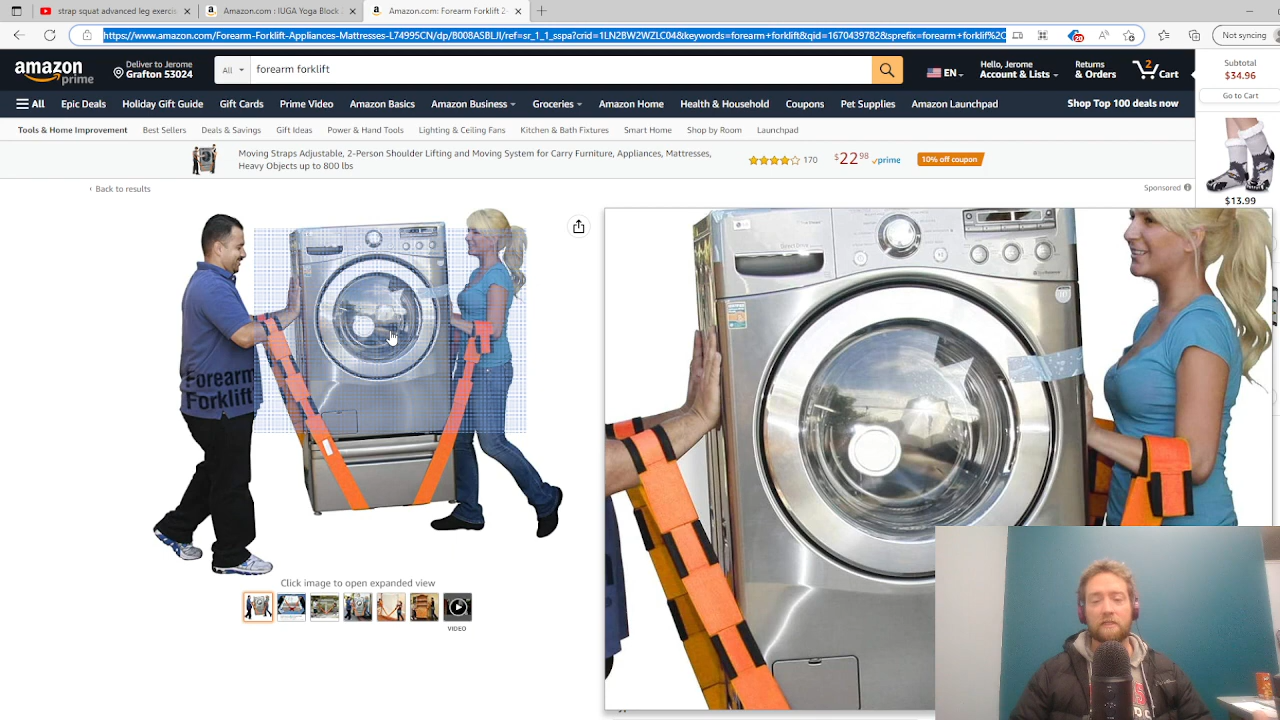 strap squat advanced leg exercis
Amazon.com : IUGA Yoga Block
Amazon.com: Forearm Forklift 2-
https://www.amazon.com/Forearm-Forklift-Appliances-Mattresses-L74995CN/dp/B008ASBLJI/ref=sr_1_1_sspa?crid=1LN2BW2WZLC04&keywords=forearm+forklift&qid=1670439782&sprefix=forearm+forklif%2C
20
Not syncing
amazon prime
Deliver to Jerome
Grafton 53024
All
forearm forklift
EN
Hello, Jerome
Account & Lists
Returns
& Orders
2
Cart
Subtotal
$34.96
Go to Cart
All
Epic Deals
Holiday Gift Guide
Gift Cards
Prime Video
Amazon Basics
Amazon Business
Groceries
Amazon Home
Health & Household
Coupons
Pet Supplies
Amazon Launchpad
Shop Top 100 deals now
Tools & Home Improvement
Best Sellers
Deals & Savings
Gift Ideas
Power & Hand Tools
Lighting & Ceiling Fans
Kitchen & Bath Fixtures
Smart Home
Shop by Room
Launchpad
Moving Straps Adjustable, 2-Person Shoulder Lifting and Moving System for Carry Furniture, Appliances, Mattresses,
Heavy Objects up to 800 lbs
170
$22.98
prime
10% off coupon
$13.99
‹ Back to results
Sponsored
Forearm
Forklift
LG
Click image to open expanded view
VIDEO